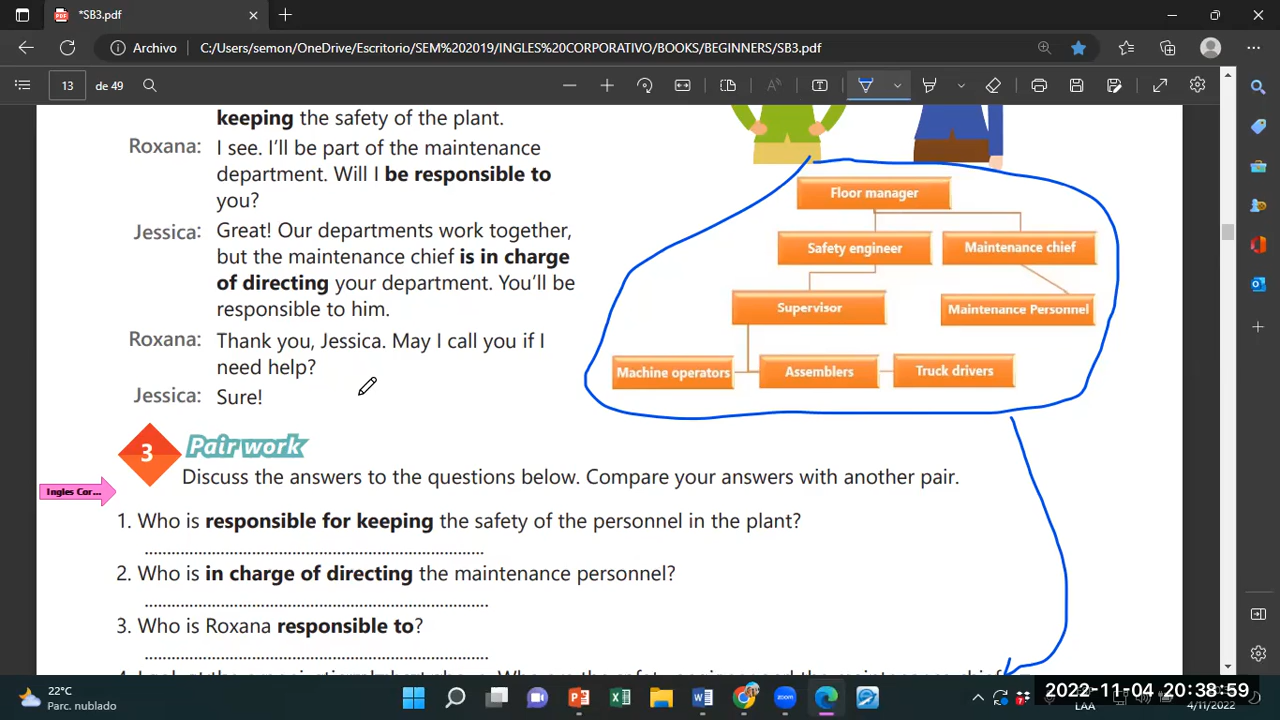 *SB3.pdf
Archivo
C:/Users/semon/OneDrive/Escritorio/SEM%202019/INGLES%20CORPORATIVO/BOOKS/BEGINNERS/SB3.pdf
13 de 49
keeping the safety of the plant.
Roxana: I see. I'll be part of the maintenance
department. Will I be responsible to
you?
Jessica: Great! Our departments work together,
but the maintenance chief is in charge
of directing your department. You'll be
responsible to him.
Roxana: Thank you, Jessica. May I call you if I
need help?
Jessica: Sure!
Floor manager
Safety engineer
Maintenance chief
Supervisor
Maintenance Personnel
Machine operators
Assemblers
Truck drivers
3 Pair work
Discuss the answers to the questions below. Compare your answers with another pair.
Ingles Cor...
1. Who is responsible for keeping the safety of the personnel in the plant?
2. Who is in charge of directing the maintenance personnel?
3. Who is Roxana responsible to?
22°C
Parc. nublado
2022-11-04 20:38:59
LAA
4/11/2022